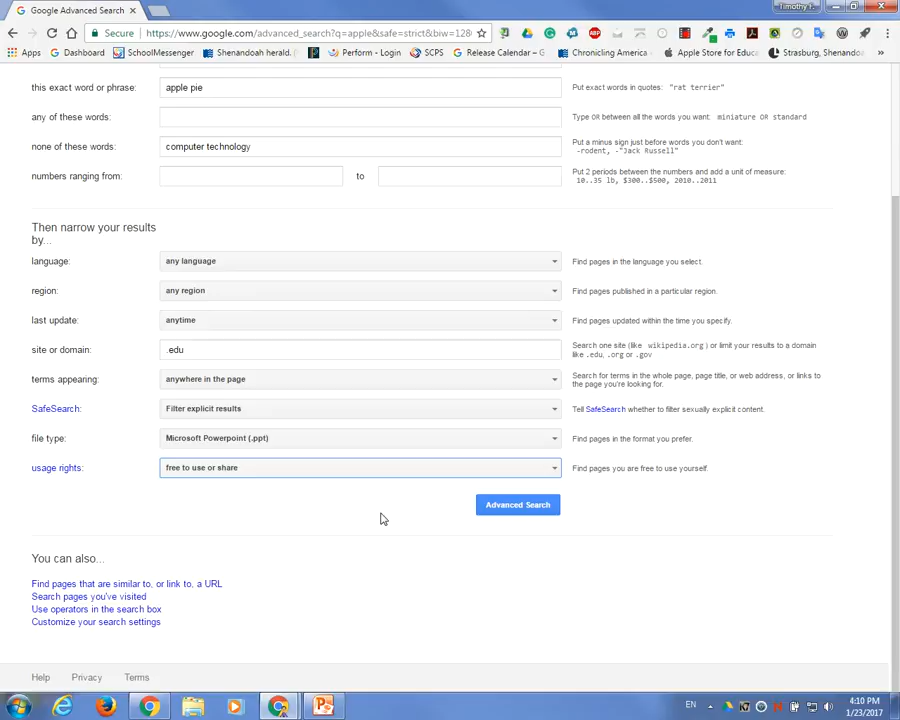 Google Advanced Search
Timothy F.
Secure
https://www.google.com/advanced_search?q=apple&safe=strict&biw=128
Apps
Dashboard
SchoolMessenger
Shenandoah herald.
Perform - Login
SCPS
Google Release Calendar –
Chronicling America
Apple Store for Educ
Strasburg, Shenando
»
this exact word or phrase:
apple pie
Put exact words in quotes: "rat terrier"
any of these words:
Type OR between all the words you want: miniature OR standard
none of these words:
computer technology
Put a minus sign just before words you don't want:
-rodent, -"Jack Russell"
numbers ranging from:
to
Put 2 periods between the numbers and add a unit of measure:
10..35 lb, $300..$500, 2010..2011
Then narrow your results
by...
language:
any language
Find pages in the language you select.
region:
any region
Find pages published in a particular region.
last update:
anytime
Find pages updated within the time you specify.
site or domain:
.edu
Search one site (like wikipedia.org ) or limit your results to a domain
like .edu, .org or .gov
terms appearing:
anywhere in the page
Search for terms in the whole page, page title, or web address, or links to
the page you're looking for.
SafeSearch:
Filter explicit results
Tell SafeSearch whether to filter sexually explicit content.
file type:
Microsoft Powerpoint (.ppt)
Find pages in the format you prefer.
usage rights:
free to use or share
Find pages you are free to use yourself.
Advanced Search
You can also...
Find pages that are similar to, or link to, a URL
Search pages you've visited
Use operators in the search box
Customize your search settings
Help
Privacy
Terms
EN
4:10 PM
1/23/2017